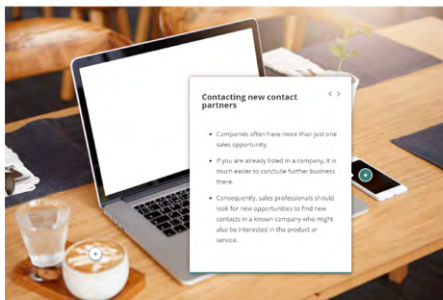 Contacting new contact
partners
Companies often have more than just one
sales opportunity.
If you are already listed in a company, it is
much easier to conclude further business
there.
Consequently, sales professionals should
look for new opportunities to find new
contacts in a known company who might
also be interested in the product or
service.